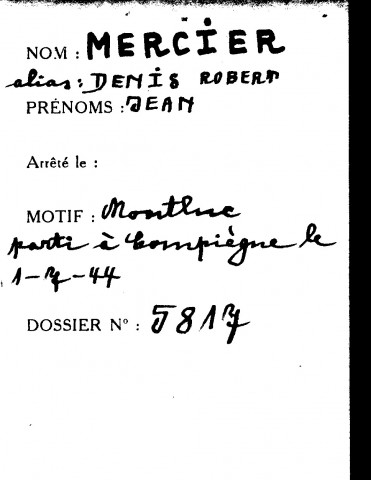 NOM : MERCIER
alias : DENIS ROBERT
PRÉNOMS : JEAN
Arrêté le :
MOTIF : Montluc
parti à Compiègne le
1-7-44
DOSSIER N° : 5817